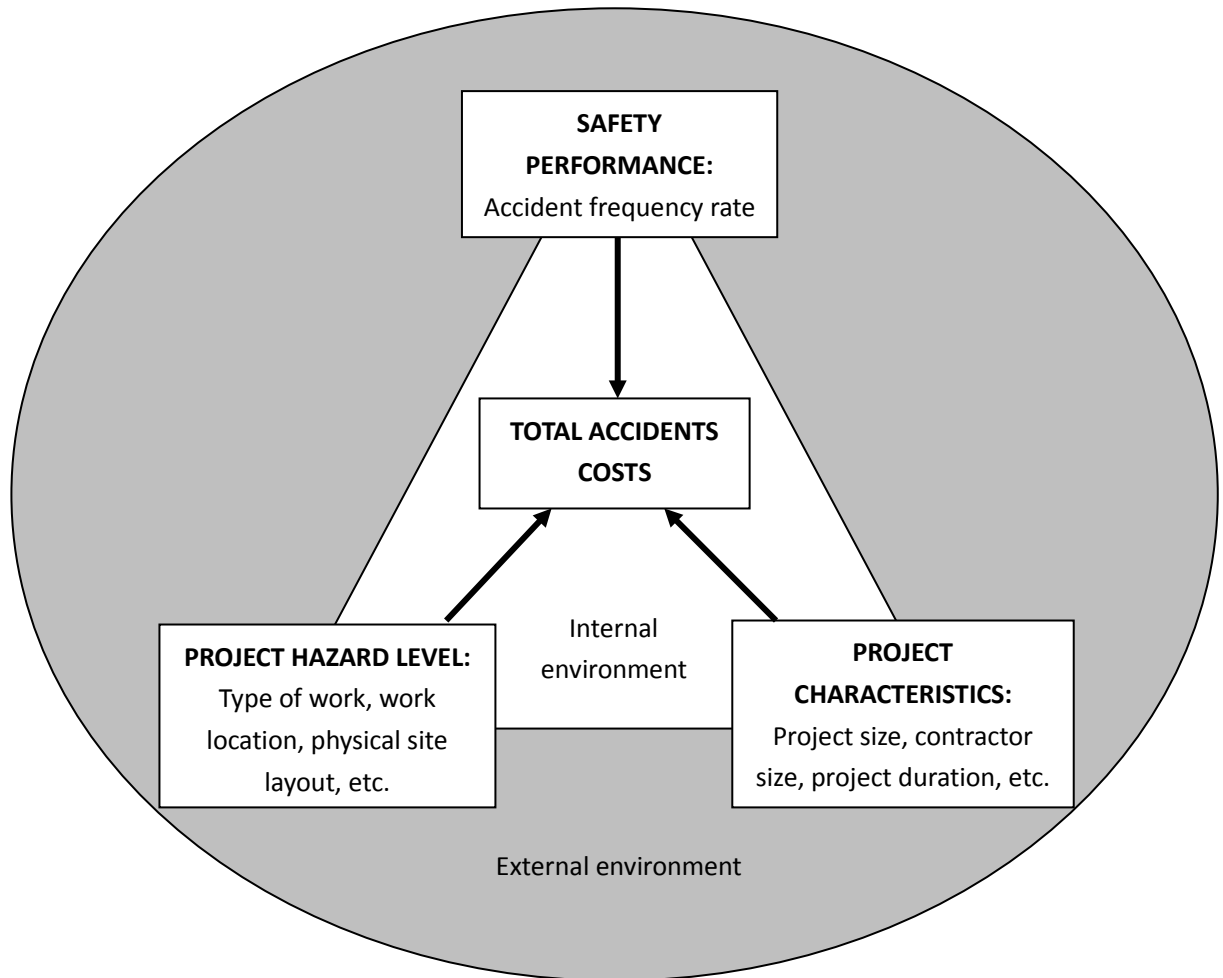 SAFETY
PERFORMANCE:
Accident frequency rate
TOTAL ACCIDENTS
COSTS
Internal
environment
PROJECT HAZARD LEVEL:
Type of work, work
location, physical site
layout, etc.
PROJECT
CHARACTERISTICS:
Project size, contractor
size, project duration, etc.
External environment